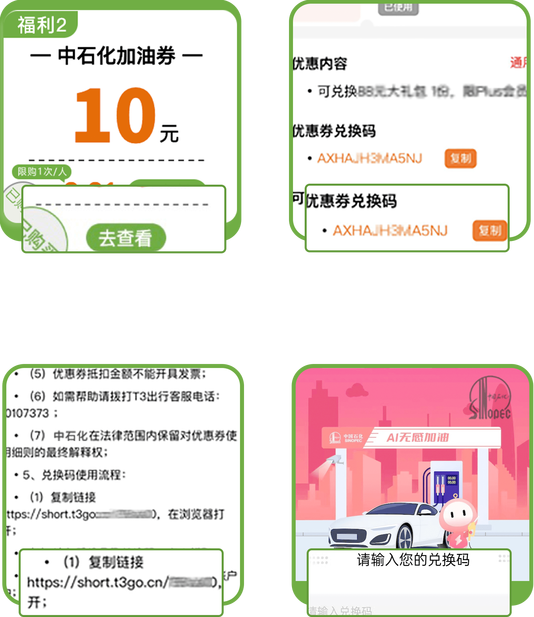 福利2
— 中石化加油券 —
10元
限购1次/人
去查看
已使用
优惠内容
通用
• 可兑换88元大礼包 1份，限Plus会员
优惠券兑换码
• AXHAJH3MA5NJ 复制
优惠券兑换码
• AXHAJH3MA5NJ 复制
• （5）优惠券抵扣金额不能开具发票；
• （6）如需帮助请拨打T3出行客服电话：
0107373；
• （7）中石化在法律范围内保留对优惠券使
用细则的最终解释权；
• 5、兑换码使用流程：
• （1）复制链接
https://short.t3go ），在浏览器打
开；
• （1）复制链接
https://short.t3go.cn/
开；
SINOPEC
中国石化
SINOPEC
AI无感加油
请输入您的兑换码
请输入兑换码